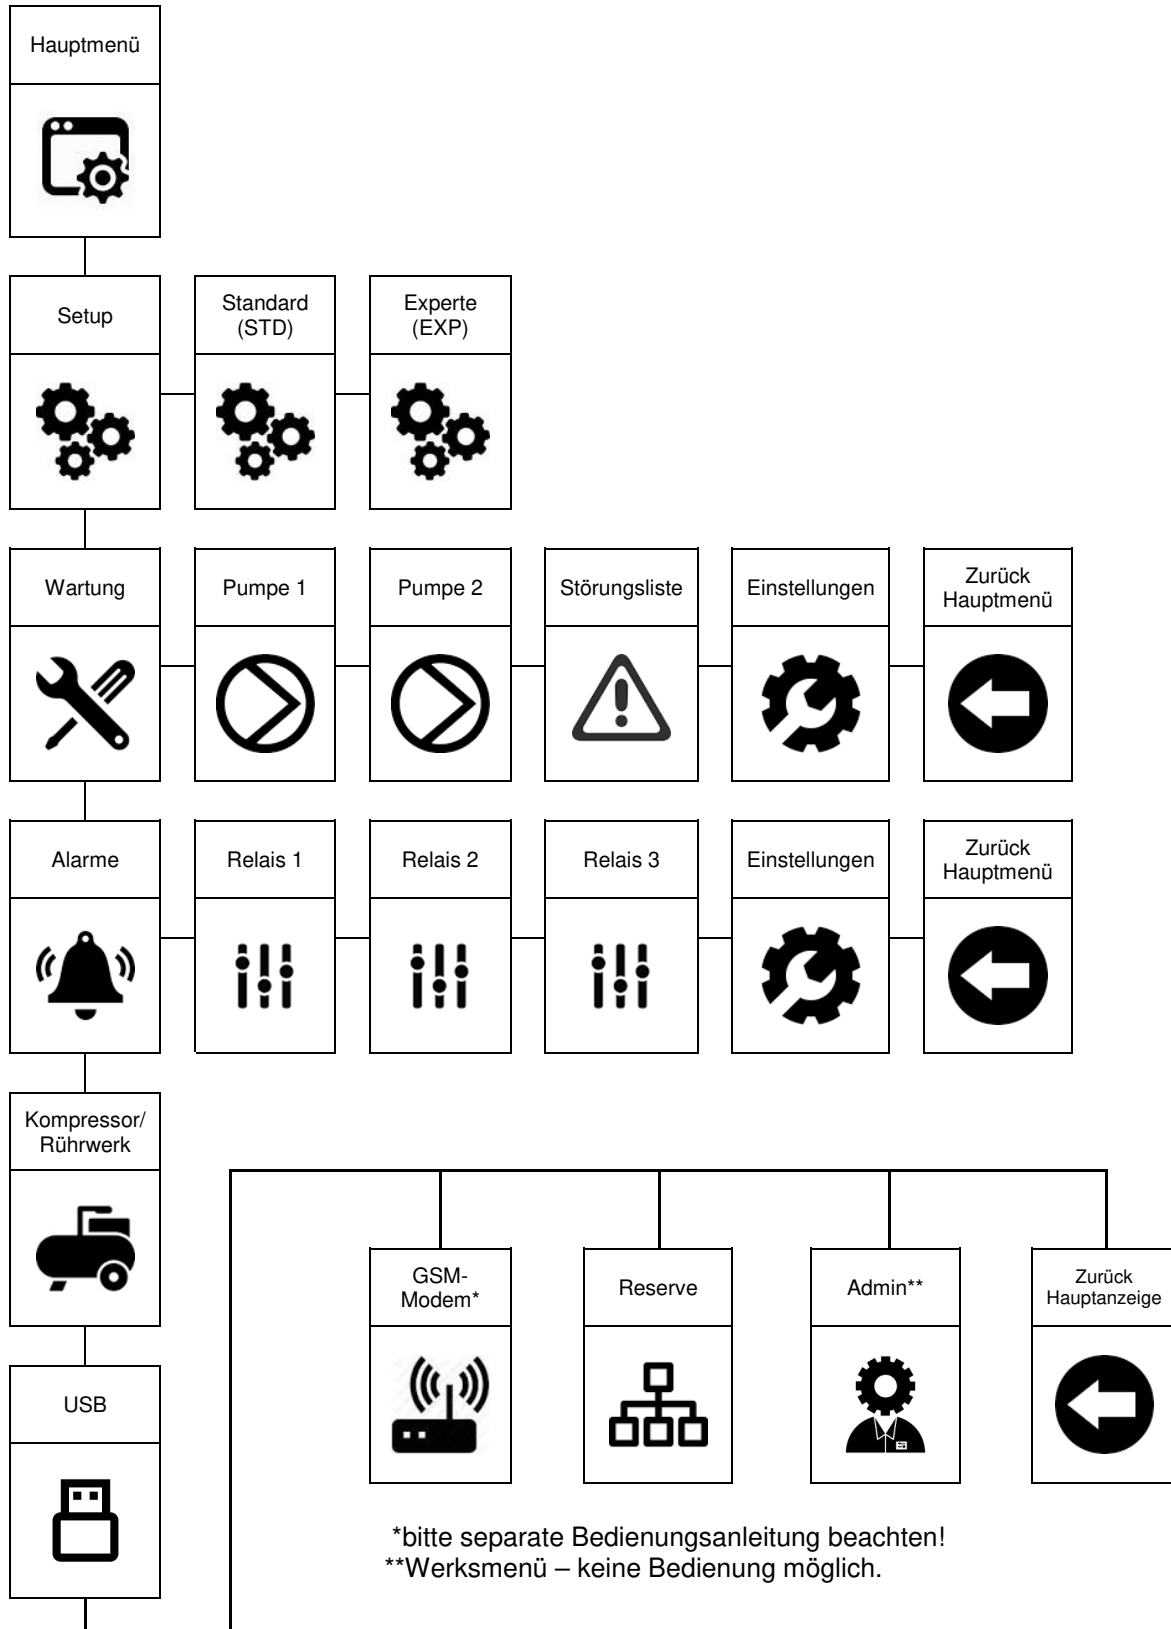 Hauptmenü
Setup
Standard
(STD)
Experte
(EXP)
Wartung
Pumpe 1
Pumpe 2
Störungsliste
Einstellungen
Zurück
Hauptmenü
Alarme
Relais 1
Relais 2
Relais 3
Einstellungen
Zurück
Hauptmenü
Kompressor/
Rührwerk
USB
GSM-
Modem*
Reserve
Admin**
Zurück
Hauptanzeige
*bitte separate Bedienungsanleitung beachten!
**Werksmenü – keine Bedienung möglich.